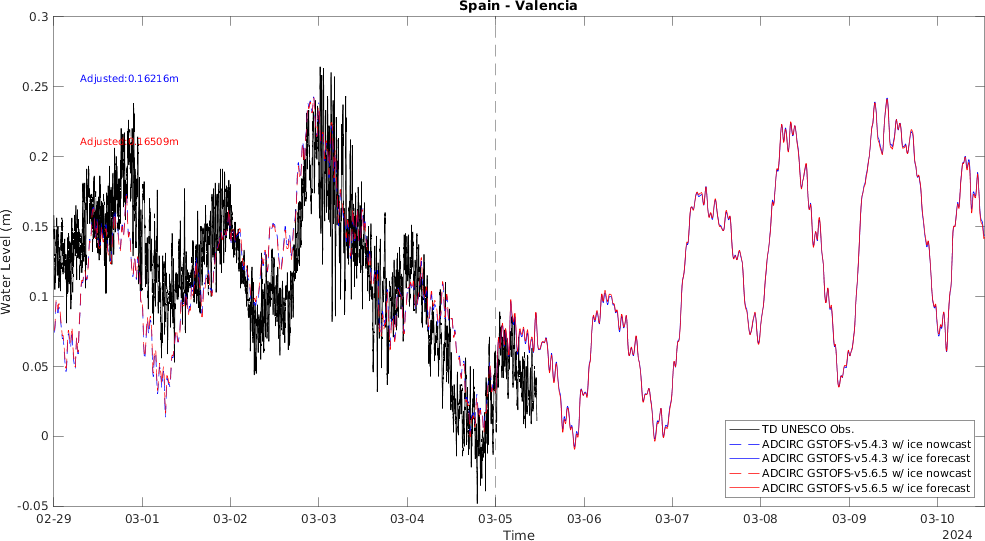 Spain - Valencia
0.3
0.25
0.2
0.15
0.1
0.05
0
-0.05
Water Level (m)
Adjusted:0.16216m
Adjusted:0.16509m
TD UNESCO Obs.
ADCIRC GSTOFS-v5.4.3 w/ ice nowcast
ADCIRC GSTOFS-v5.4.3 w/ ice forecast
ADCIRC GSTOFS-v5.6.5 w/ ice nowcast
ADCIRC GSTOFS-v5.6.5 w/ ice forecast
02-29 03-01 03-02 03-03 03-04 03-05 03-06 03-07 03-08 03-09 03-10
Time
2024